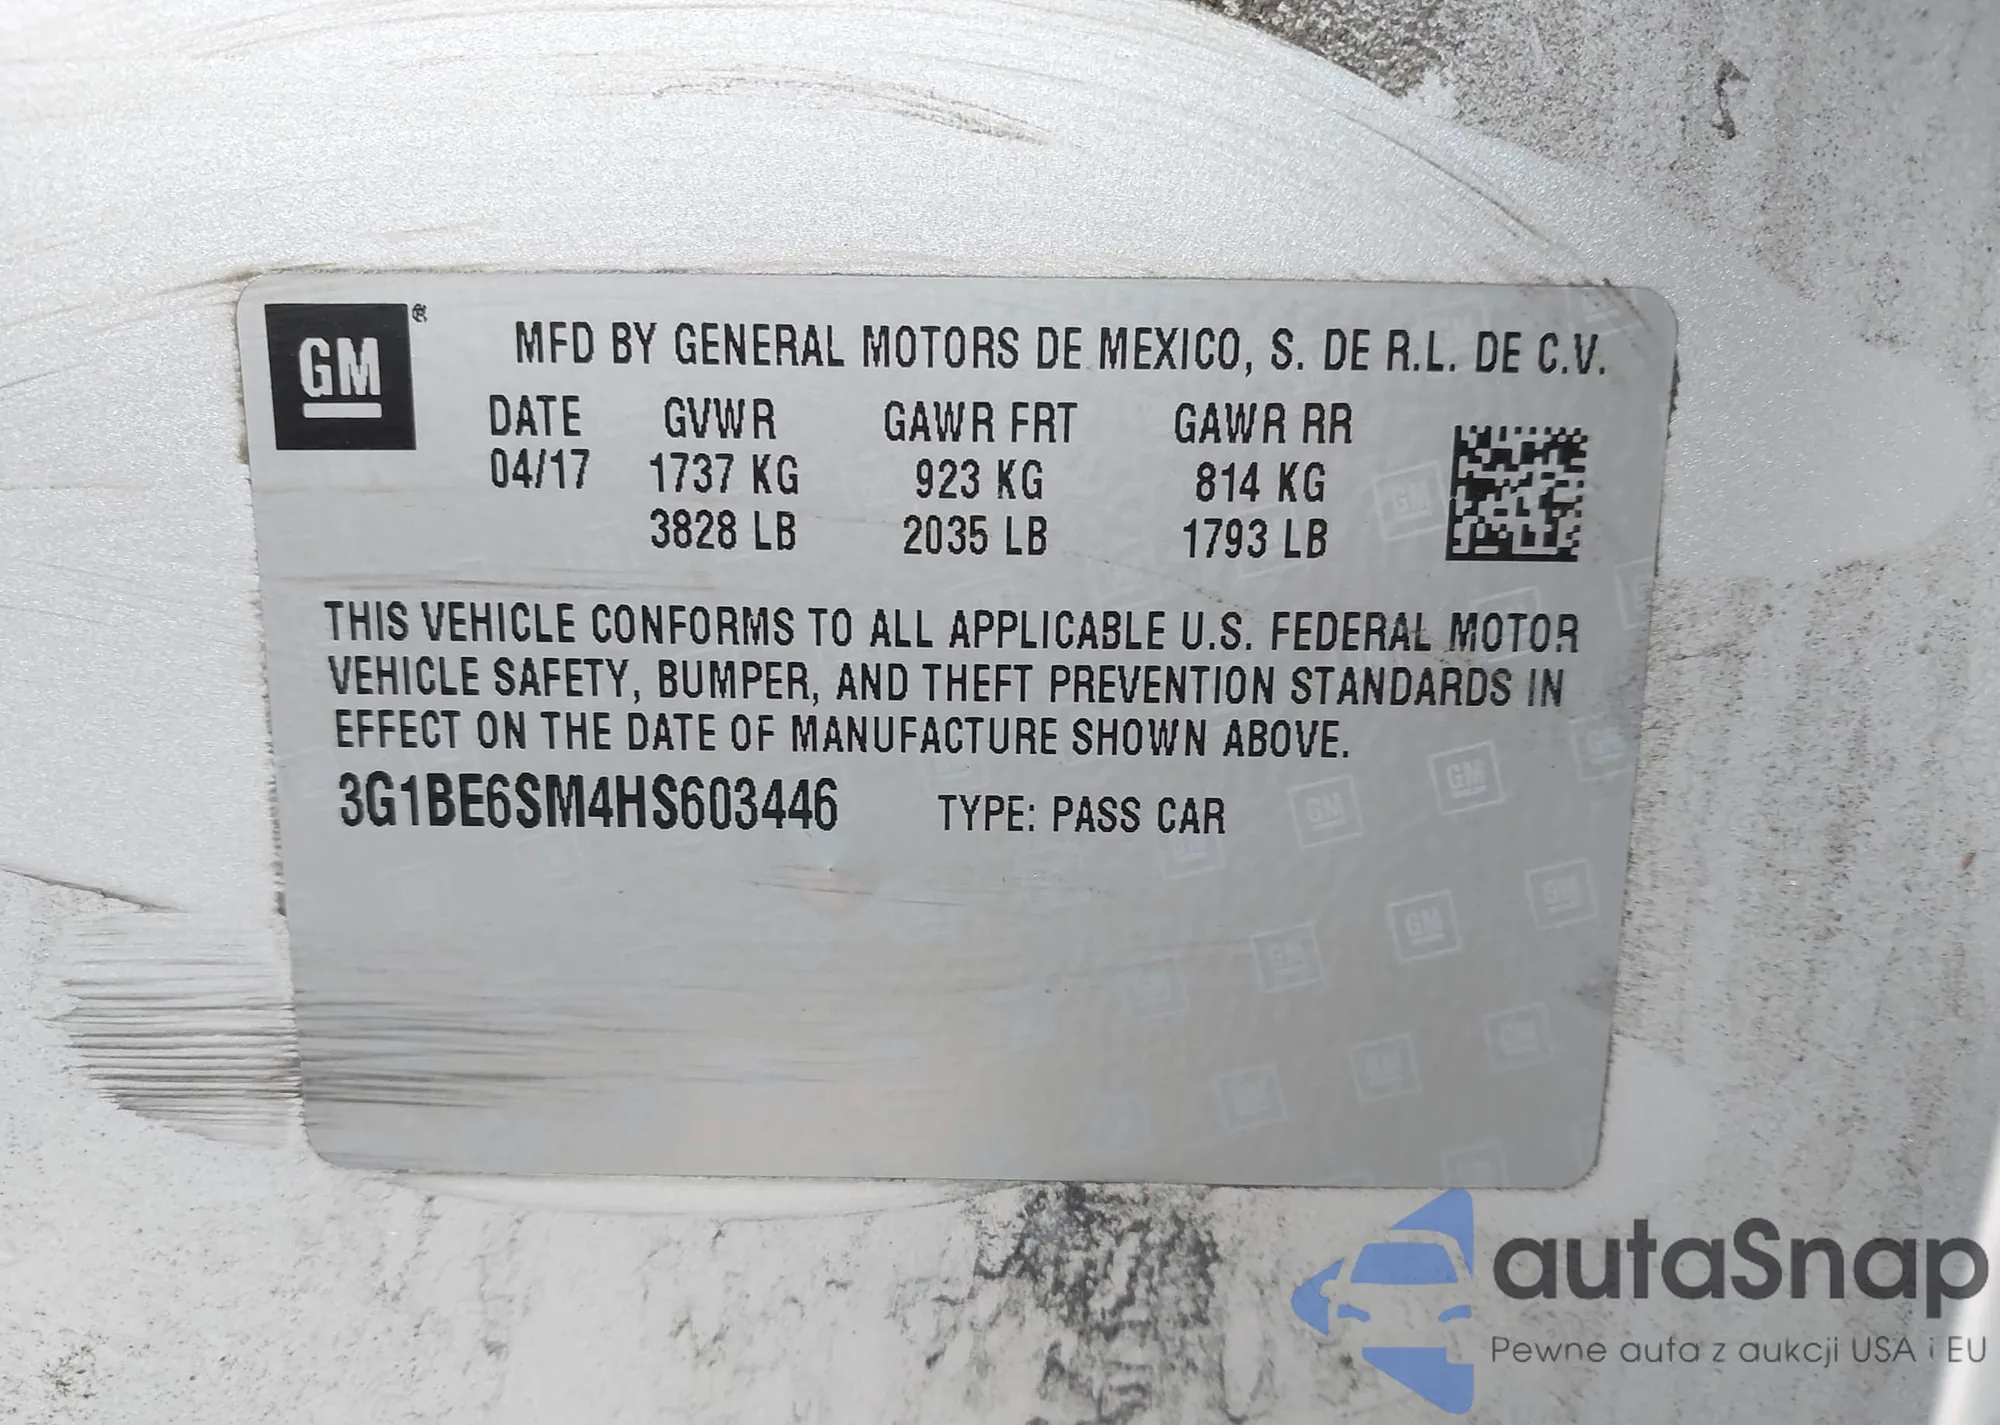 GM ®
MFD BY GENERAL MOTORS DE MEXICO, S. DE R.L. DE C.V.
DATE GVWR GAWR FRT GAWR RR
04/17 1737 KG 923 KG 814 KG
3828 LB 2035 LB 1793 LB
THIS VEHICLE CONFORMS TO ALL APPLICABLE U.S. FEDERAL MOTOR
VEHICLE SAFETY, BUMPER, AND THEFT PREVENTION STANDARDS IN
EFFECT ON THE DATE OF MANUFACTURE SHOWN ABOVE.
3G1BE6SM4HS603446 TYPE: PASS CAR
autaSnap
Pewne auta z aukcji USA i EU